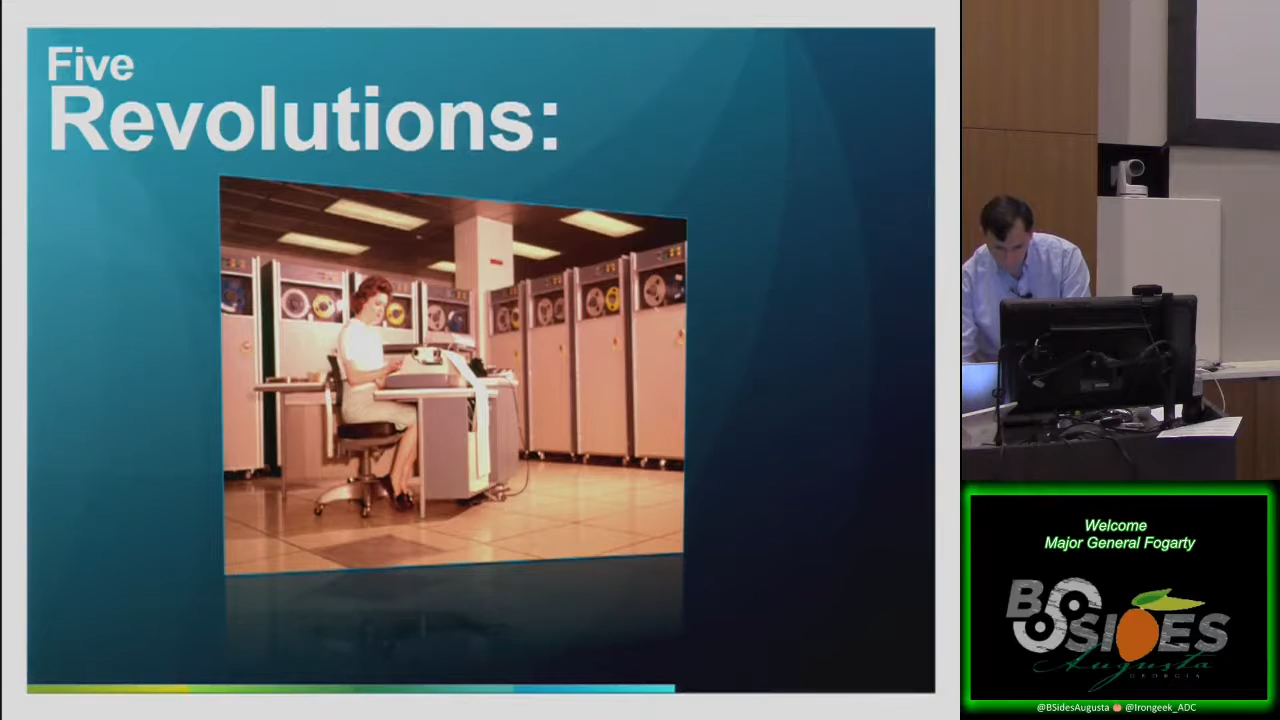 Five
Revolutions:
Welcome
Major General Fogarty
BSIDES
Augusta
GEORGIA
@BSidesAugusta @Irongeek_ADC